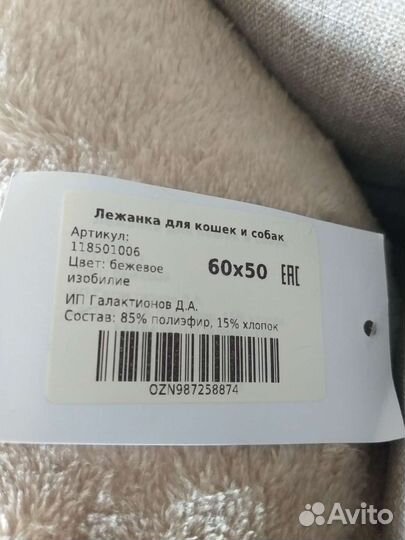 Лежанка для кошек и собак
Артикул:
118501006
Цвет: бежевое
изобилие
60x50 EAC
ИП Галактионов Д.А.
Состав: 85% полиэфир, 15% хлопок
OZN987258874
Avito